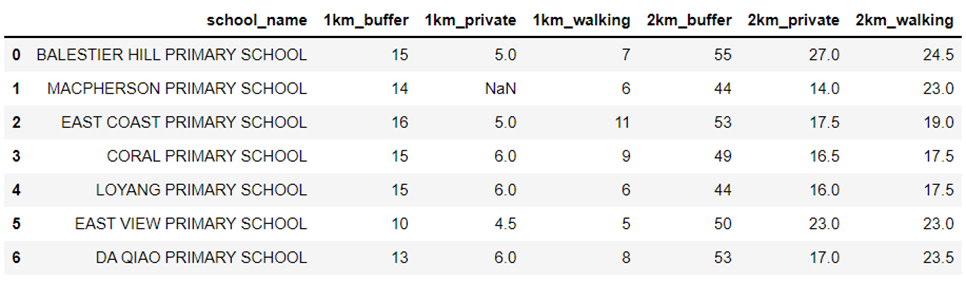 school_name 1km_buffer 1km_private 1km_walking 2km_buffer 2km_private 2km_walking
0 BALESTIER HILL PRIMARY SCHOOL 15 5.0 7 55 27.0 24.5
1 MACPHERSON PRIMARY SCHOOL 14 NaN 6 44 14.0 23.0
2 EAST COAST PRIMARY SCHOOL 16 5.0 11 53 17.5 19.0
3 CORAL PRIMARY SCHOOL 15 6.0 9 49 16.5 17.5
4 LOYANG PRIMARY SCHOOL 15 6.0 6 44 16.0 17.5
5 EAST VIEW PRIMARY SCHOOL 10 4.5 5 50 23.0 23.0
6 DA QIAO PRIMARY SCHOOL 13 6.0 8 53 17.0 23.5